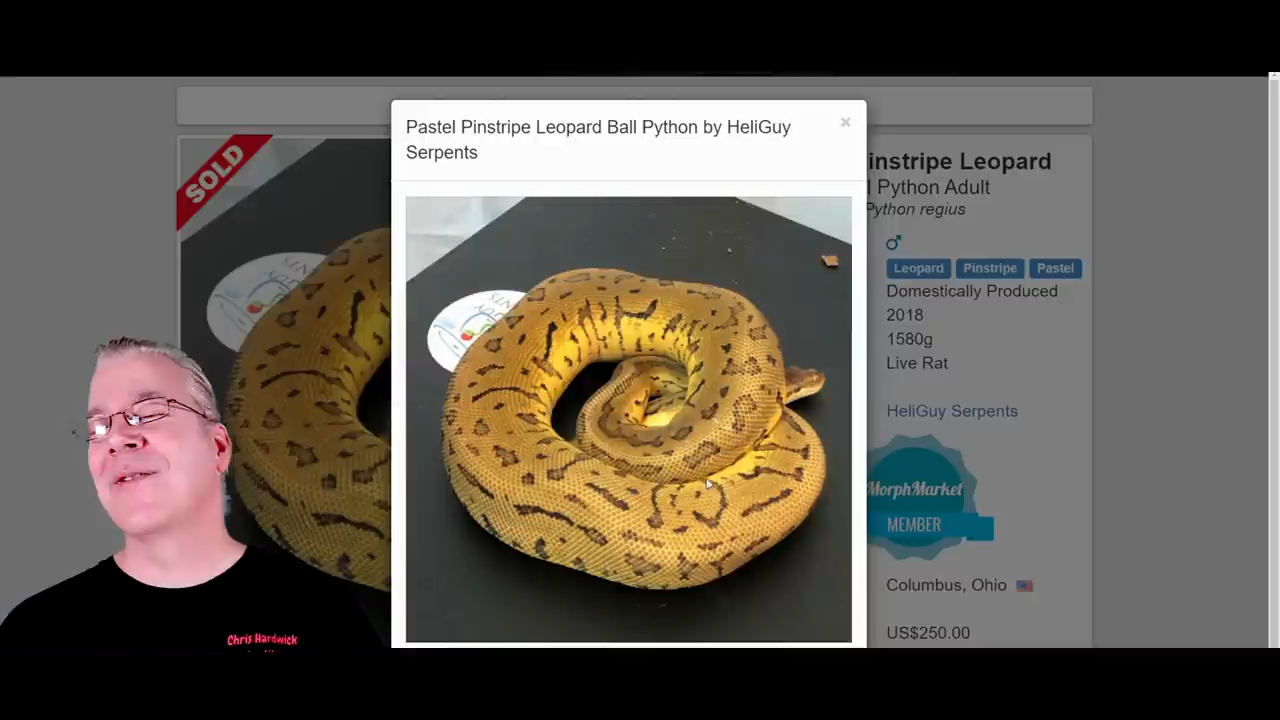 Pastel Pinstripe Leopard Ball Python by HeliGuy
Serpents
×
SOLD
instripe Leopard
l Python Adult
Python regius
Leopard Pinstripe Pastel
Domestically Produced
2018
1580g
Live Rat
HeliGuy Serpents
MorphMarket
MEMBER
Columbus, Ohio
US$250.00
Chris Hardwick